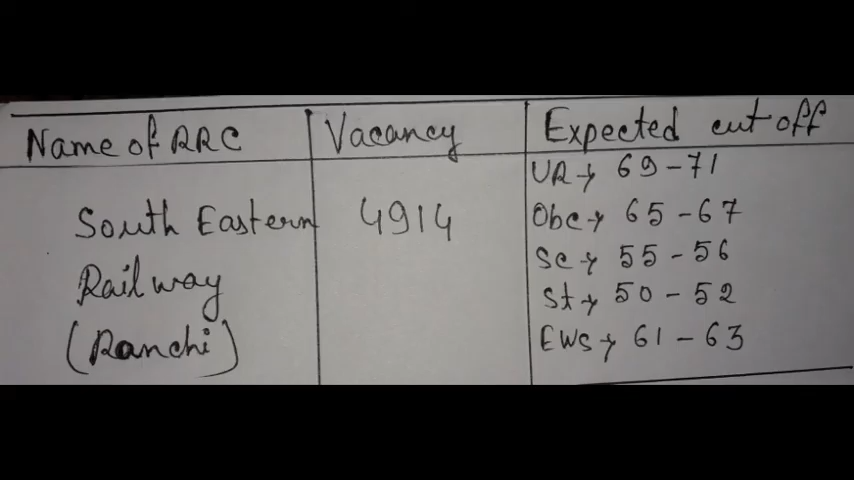 Name of RRC Vacancy Expected cut off
UR → 69-71
South Eastern 4914 Obc → 65-67
Sc → 55-56
Railway
St → 50-52
(Ranchi) EWS → 61-63